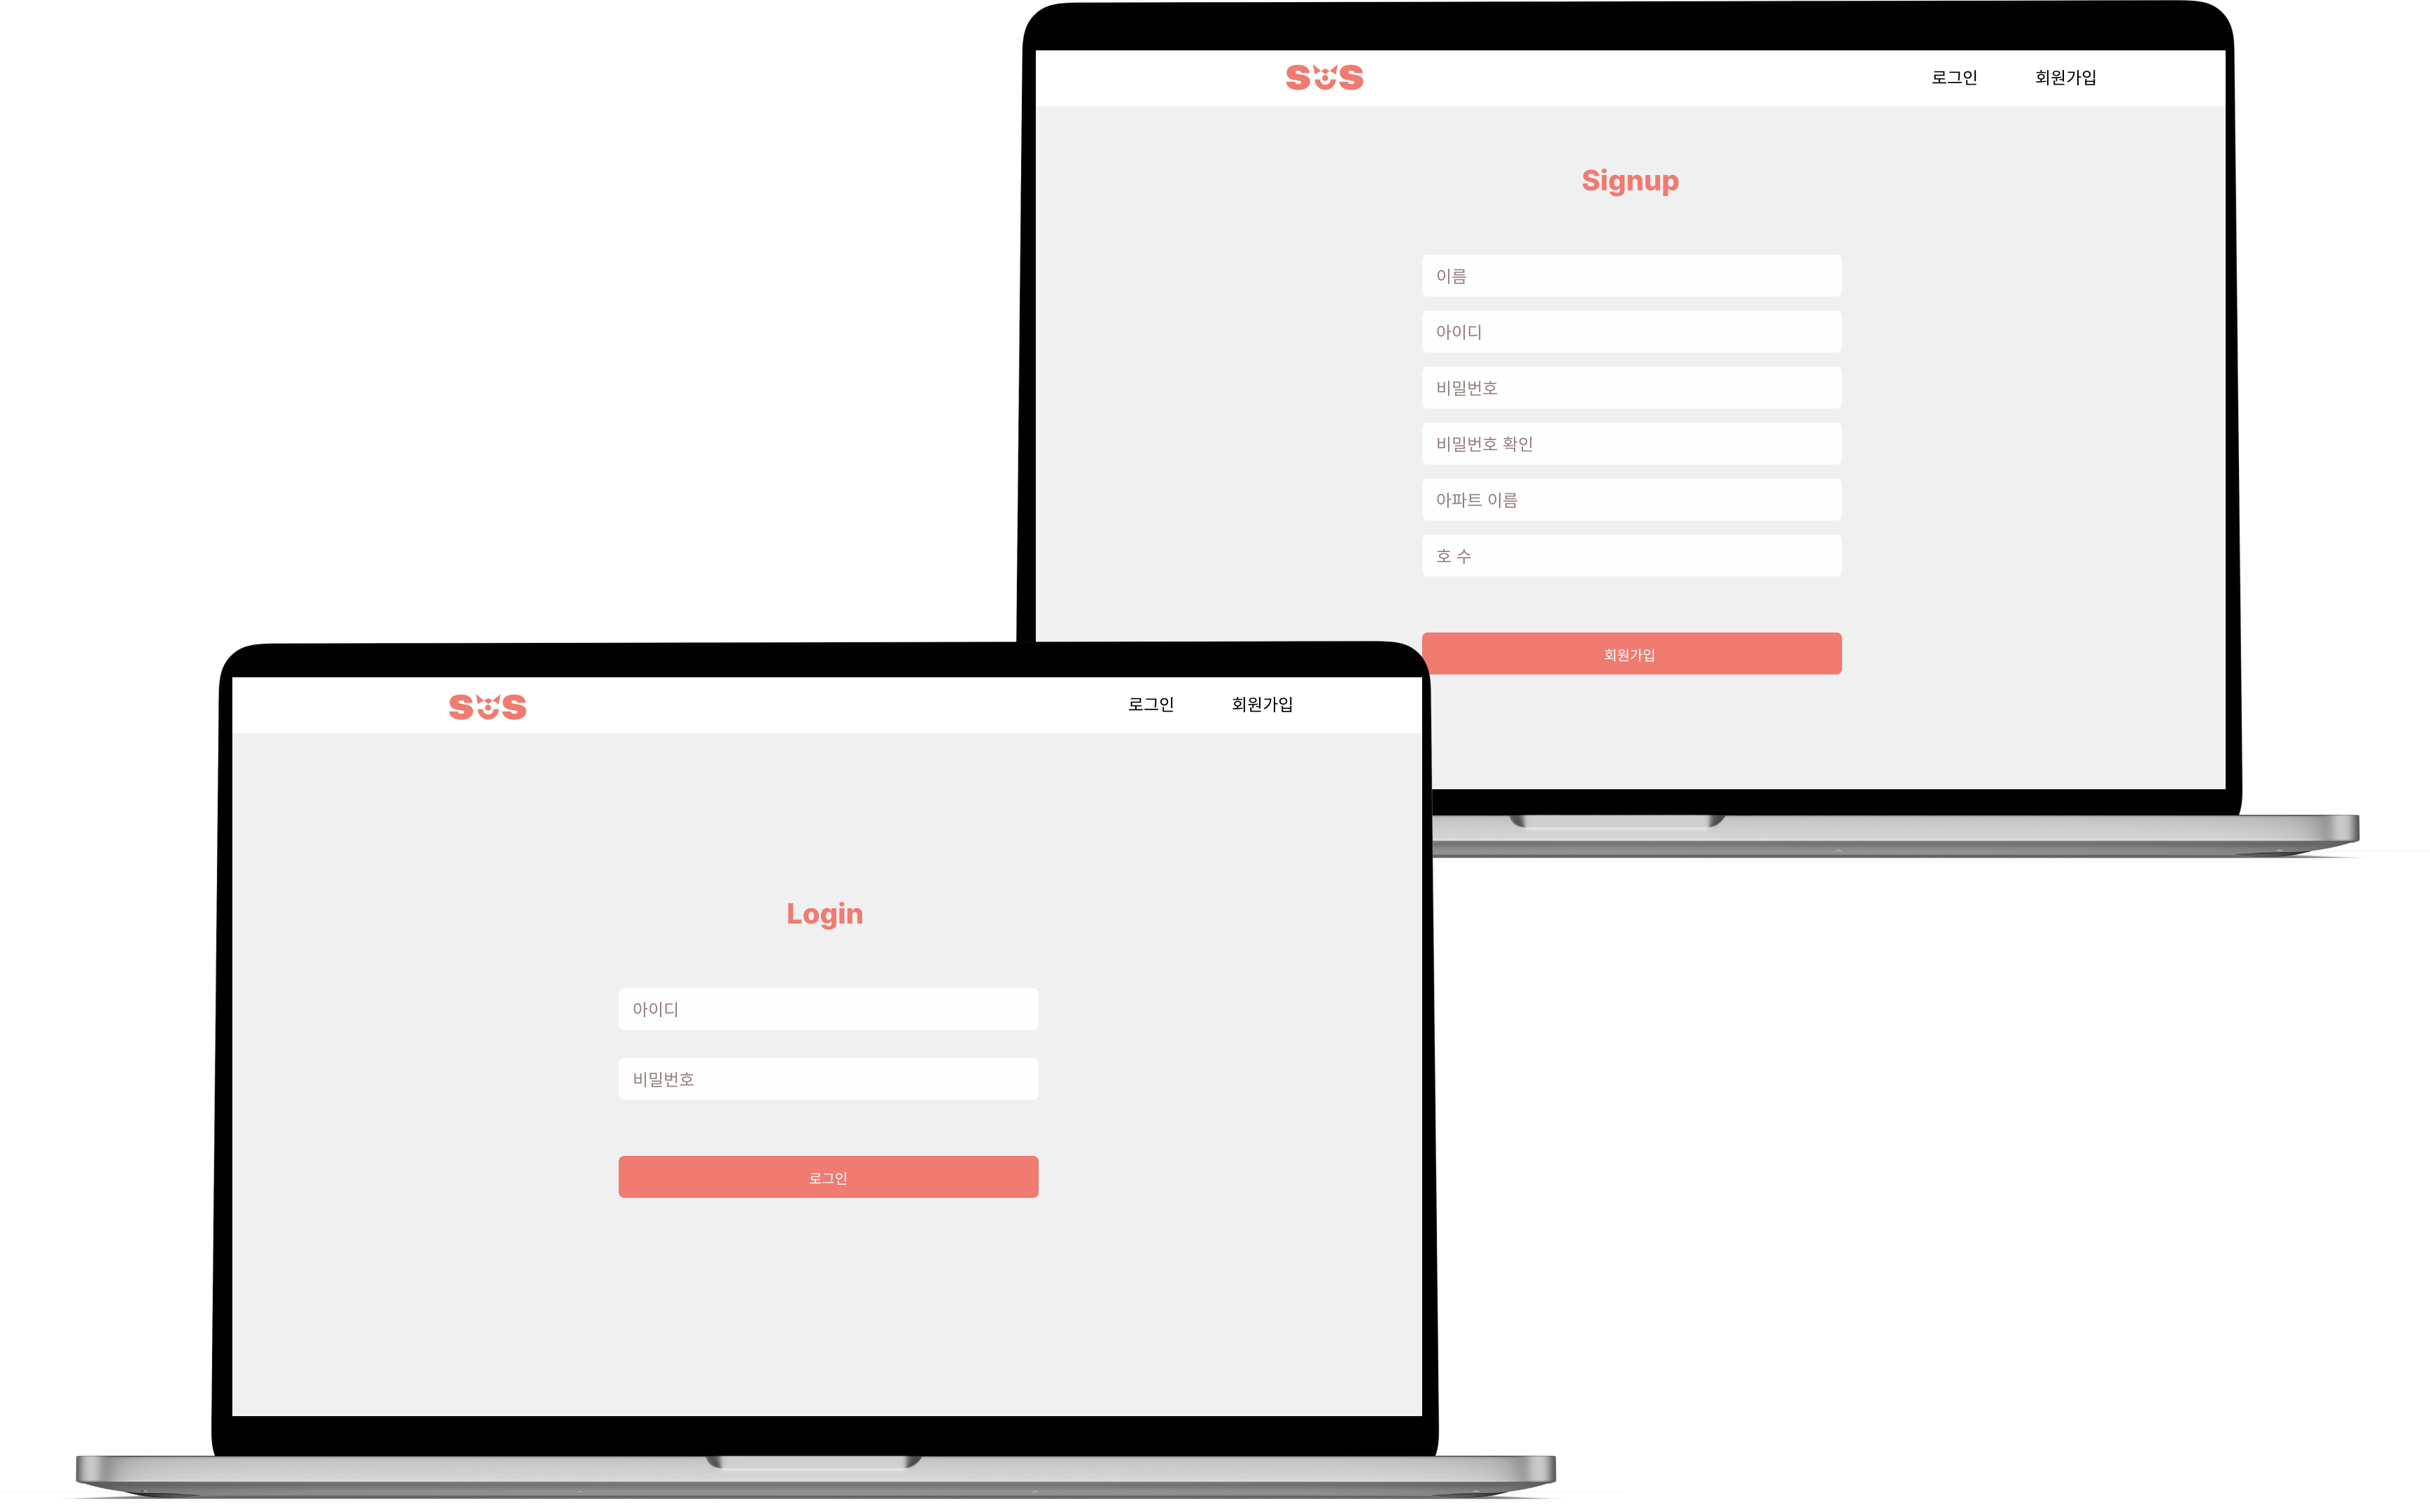 SOS
로그인 회원가입
Signup
이름
아이디
비밀번호
비밀번호 확인
아파트 이름
호 수
회원가입
SOS
로그인 회원가입
Login
아이디
비밀번호
로그인